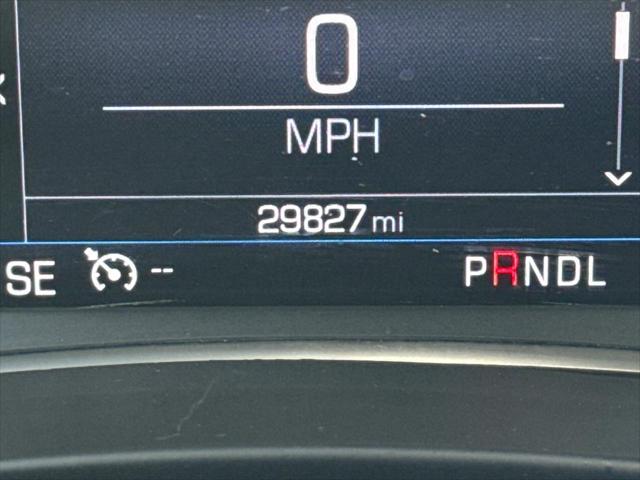 0
MPH
29827 mi
SE -- PRNDL